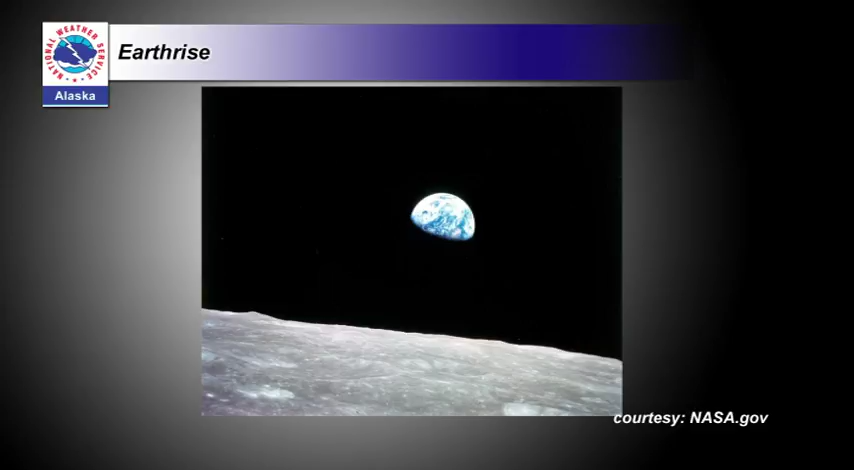 NATIONAL WEATHER SERVICE
Alaska
Earthrise
courtesy: NASA.gov